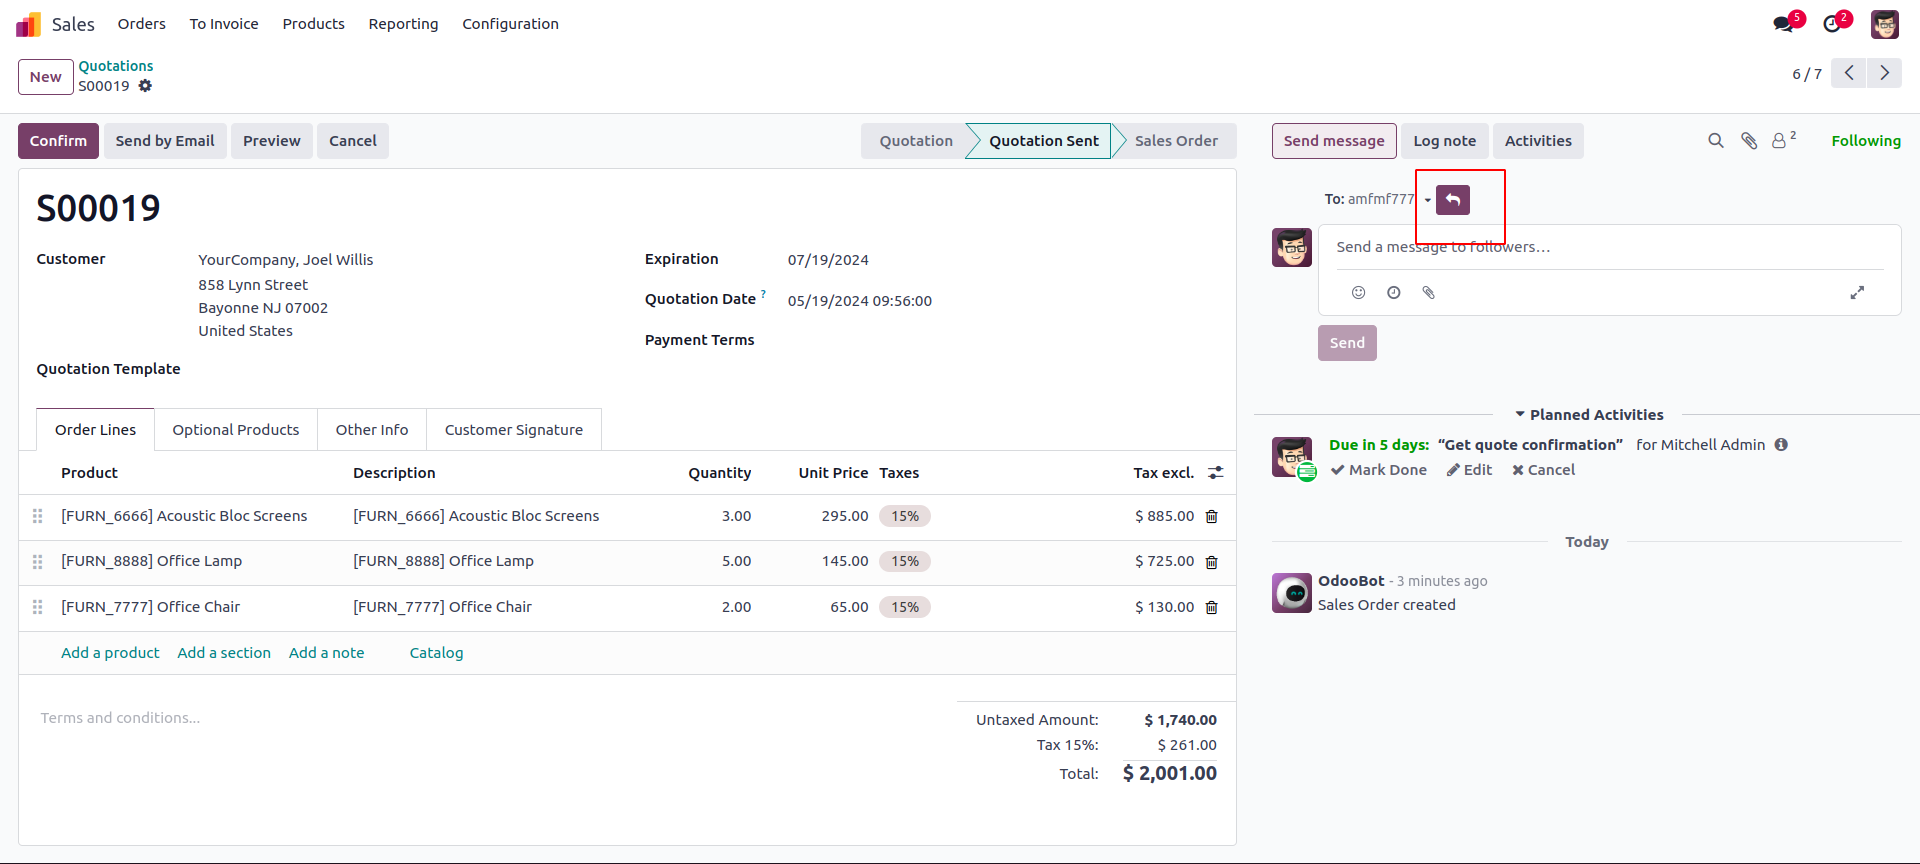 Sales Orders To Invoice Products Reporting Configuration 5 2
New Quotations
S00019
6 / 7
Confirm Send by Email Preview Cancel Quotation Quotation Sent Sales Order Send message Log note Activities 2 Following
S00019
Customer YourCompany, Joel Willis
858 Lynn Street
Bayonne NJ 07002
United States
Quotation Template
Expiration 07/19/2024
Quotation Date ? 05/19/2024 09:56:00
Payment Terms
Order Lines Optional Products Other Info Customer Signature
Product Description Quantity Unit Price Taxes Tax excl.
[FURN_6666] Acoustic Bloc Screens [FURN_6666] Acoustic Bloc Screens 3.00 295.00 15% $ 885.00
[FURN_8888] Office Lamp [FURN_8888] Office Lamp 5.00 145.00 15% $ 725.00
[FURN_7777] Office Chair [FURN_7777] Office Chair 2.00 65.00 15% $ 130.00
Add a product Add a section Add a note Catalog
Terms and conditions...
Untaxed Amount: $ 1,740.00
Tax 15%: $ 261.00
Total: $ 2,001.00
To: amfmf777
Send a message to followers...
Send
Planned Activities
Due in 5 days: “Get quote confirmation” for Mitchell Admin
Mark Done Edit Cancel
Today
OdooBot - 3 minutes ago
Sales Order created